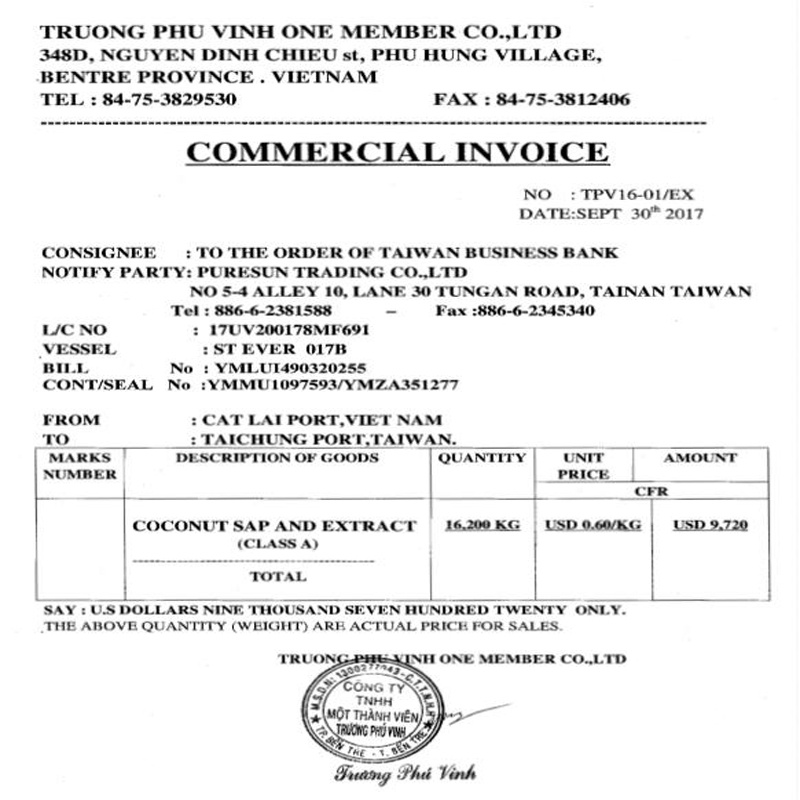 TRUONG PHU VINH ONE MEMBER CO.,LTD
348D, NGUYEN DINH CHIEU st, PHU HUNG VILLAGE,
BENTRE PROVINCE . VIETNAM
TEL : 84-75-3829530 FAX : 84-75-3812406
COMMERCIAL INVOICE
NO : TPV16-01/EX
DATE:SEPT 30th 2017
CONSIGNEE : TO THE ORDER OF TAIWAN BUSINESS BANK
NOTIFY PARTY: PURESUN TRADING CO.,LTD
NO 5-4 ALLEY 10, LANE 30 TUNGAN ROAD, TAINAN TAIWAN
Tel : 886-6-2381588 – Fax :886-6-2345340
L/C NO : 17UV200178MF691
VESSEL : ST EVER 017B
BILL No : YMLUI490320255
CONT/SEAL No :YMMU1097593/YMZA351277
FROM : CAT LAI PORT,VIET NAM
TO : TAICHUNG PORT,TAIWAN.
MARKS DESCRIPTION OF GOODS QUANTITY UNIT AMOUNT
NUMBER PRICE
CFR
COCONUT SAP AND EXTRACT 16,200 KG USD 0.60/KG USD 9,720
(CLASS A)
TOTAL
SAY : U.S DOLLARS NINE THOUSAND SEVEN HUNDRED TWENTY ONLY.
THE ABOVE QUANTITY (WEIGHT) ARE ACTUAL PRICE FOR SALES.
TRUONG PHU VINH ONE MEMBER CO.,LTD
M.S.D.N: 1300277043-C.T.T.N.H.H
CÔNG TY
TNHH
MỘT THÀNH VIÊN
TRƯƠNG PHÚ VINH
TP. BẾN TRE - T. BẾN TRE
Trương Phú Vinh